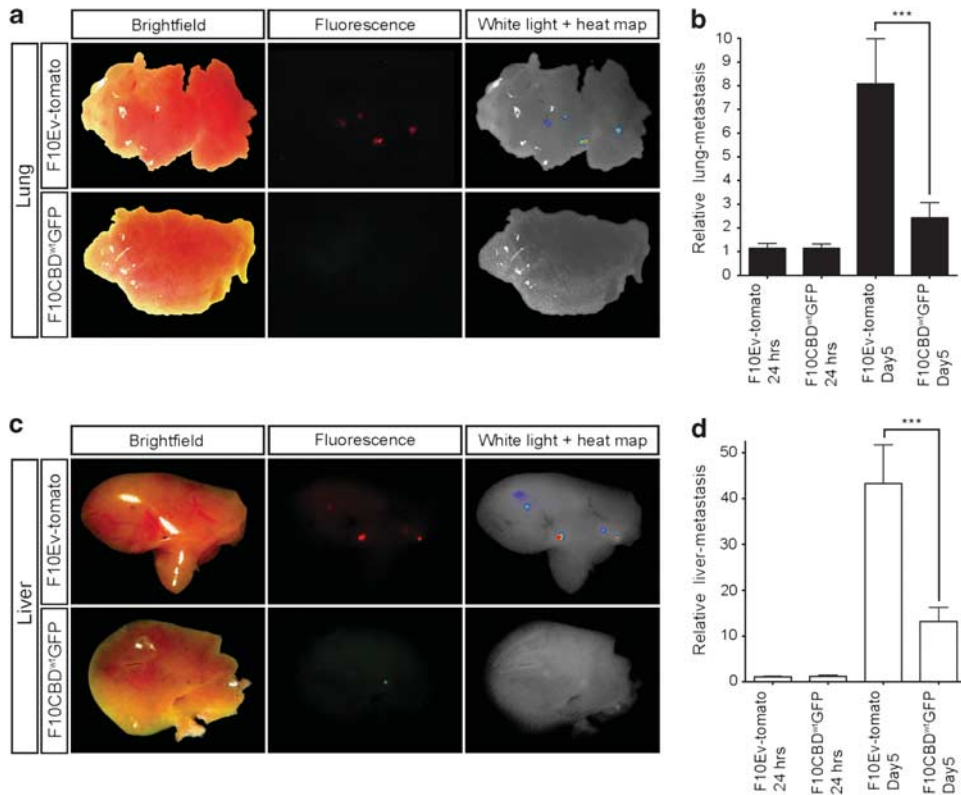 a
Brightfield
Fluorescence
White light + heat map
Lung
F10Ev-tomato
F10CBDʷᵗGFP
b
***
Relative lung-metastasis
10
8
6
4
3
2
1
0
F10Ev-tomato
24 hrs
F10CBDʷᵗGFP
24 hrs
F10Ev-tomato
Day5
F10CBDʷᵗGFP
Day5
c
Brightfield
Fluorescence
White light + heat map
Liver
F10Ev-tomato
F10CBDʷᵗGFP
d
***
Relative liver-metastasis
50
40
30
20
10
0
F10Ev-tomato
24 hrs
F10CBDʷᵗGFP
24 hrs
F10Ev-tomato
Day5
F10CBDʷᵗGFP
Day5